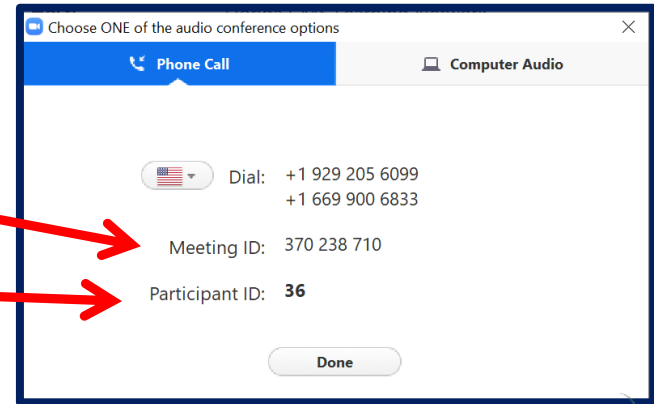 Choose ONE of the audio conference options
Phone Call
Computer Audio
Dial: +1 929 205 6099
+1 669 900 6833
Meeting ID: 370 238 710
Participant ID: 36
Done